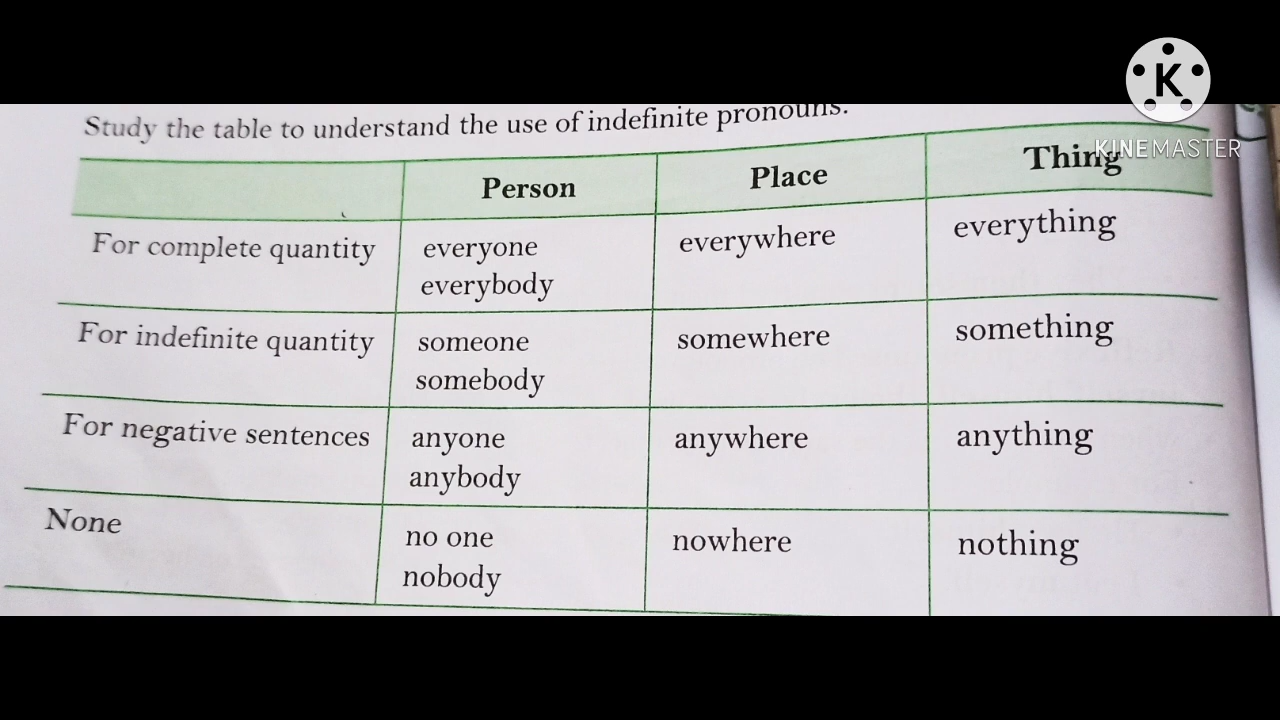 K
KINEMASTER
Study the table to understand the use of indefinite pronouns.
Person Place Thing
For complete quantity everyone everywhere everything
everybody
For indefinite quantity someone somewhere something
somebody
For negative sentences anyone anywhere anything
anybody
None no one nowhere nothing
nobody